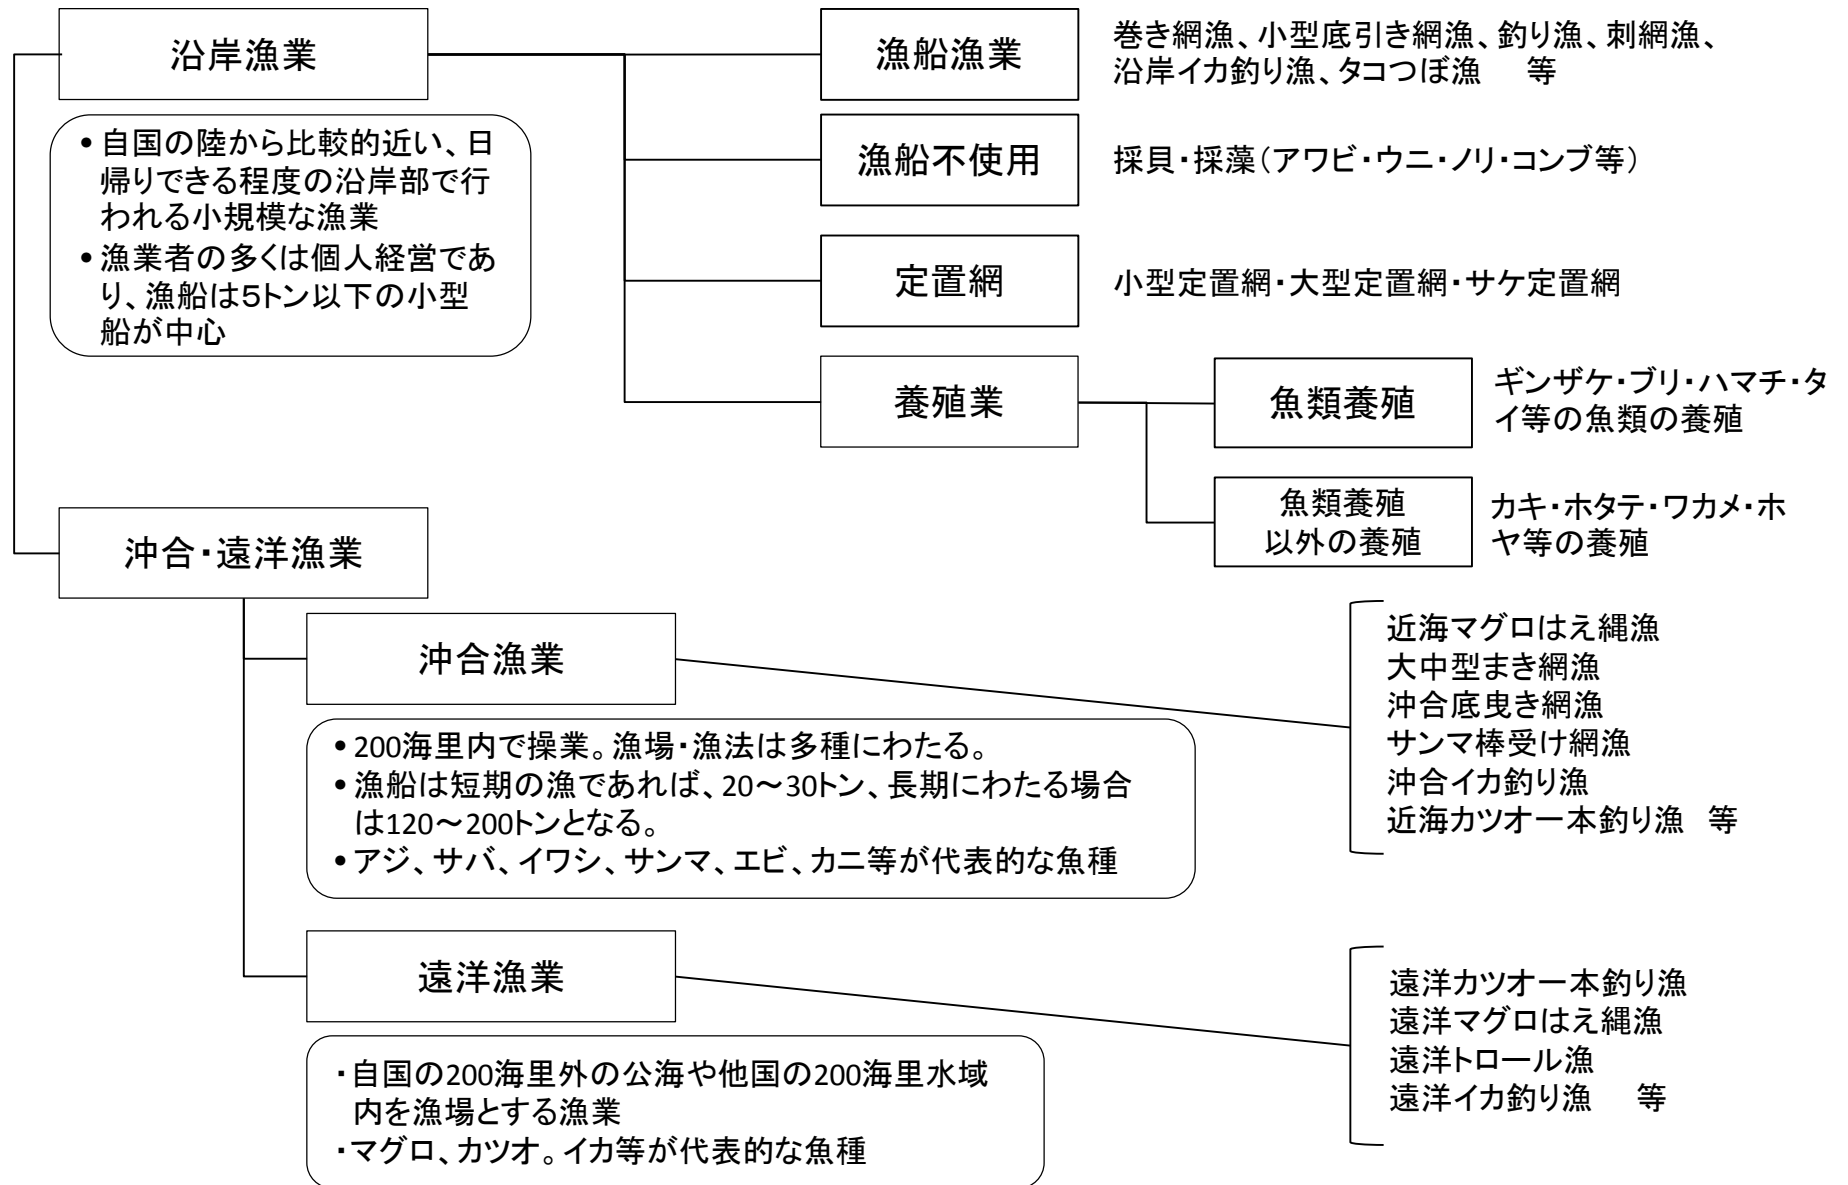 沿岸漁業
• 自国の陸から比較的近い、日
帰りできる程度の沿岸部で行
われる小規模な漁業
• 漁業者の多くは個人経営であ
り、漁船は5トン以下の小型
船が中心
漁船漁業
巻き網漁、小型底引き網漁、釣り漁、刺網漁、
沿岸イカ釣り漁、タコつぼ漁　等
漁船不使用
採貝・採藻（アワビ・ウニ・ノリ・コンブ等）
定置網
小型定置網・大型定置網・サケ定置網
養殖業
魚類養殖
ギンザケ・ブリ・ハマチ・タ
イ等の魚類の養殖
魚類養殖
以外の養殖
カキ・ホタテ・ワカメ・ホ
ヤ等の養殖
沖合・遠洋漁業
沖合漁業
• 200海里内で操業。漁場・漁法は多種にわたる。
• 漁船は短期の漁であれば、20～30トン、長期にわたる場合
は120～200トンとなる。
• アジ、サバ、イワシ、サンマ、エビ、カニ等が代表的な魚種
近海マグロはえ縄漁
大中型まき網漁
沖合底曳き網漁
サンマ棒受け網漁
沖合イカ釣り漁
近海カツオ一本釣り漁　等
遠洋漁業
・自国の200海里外の公海や他国の200海里水域
内を漁場とする漁業
・マグロ、カツオ。イカ等が代表的な魚種
遠洋カツオ一本釣り漁
遠洋マグロはえ縄漁
遠洋トロール漁
遠洋イカ釣り漁　等